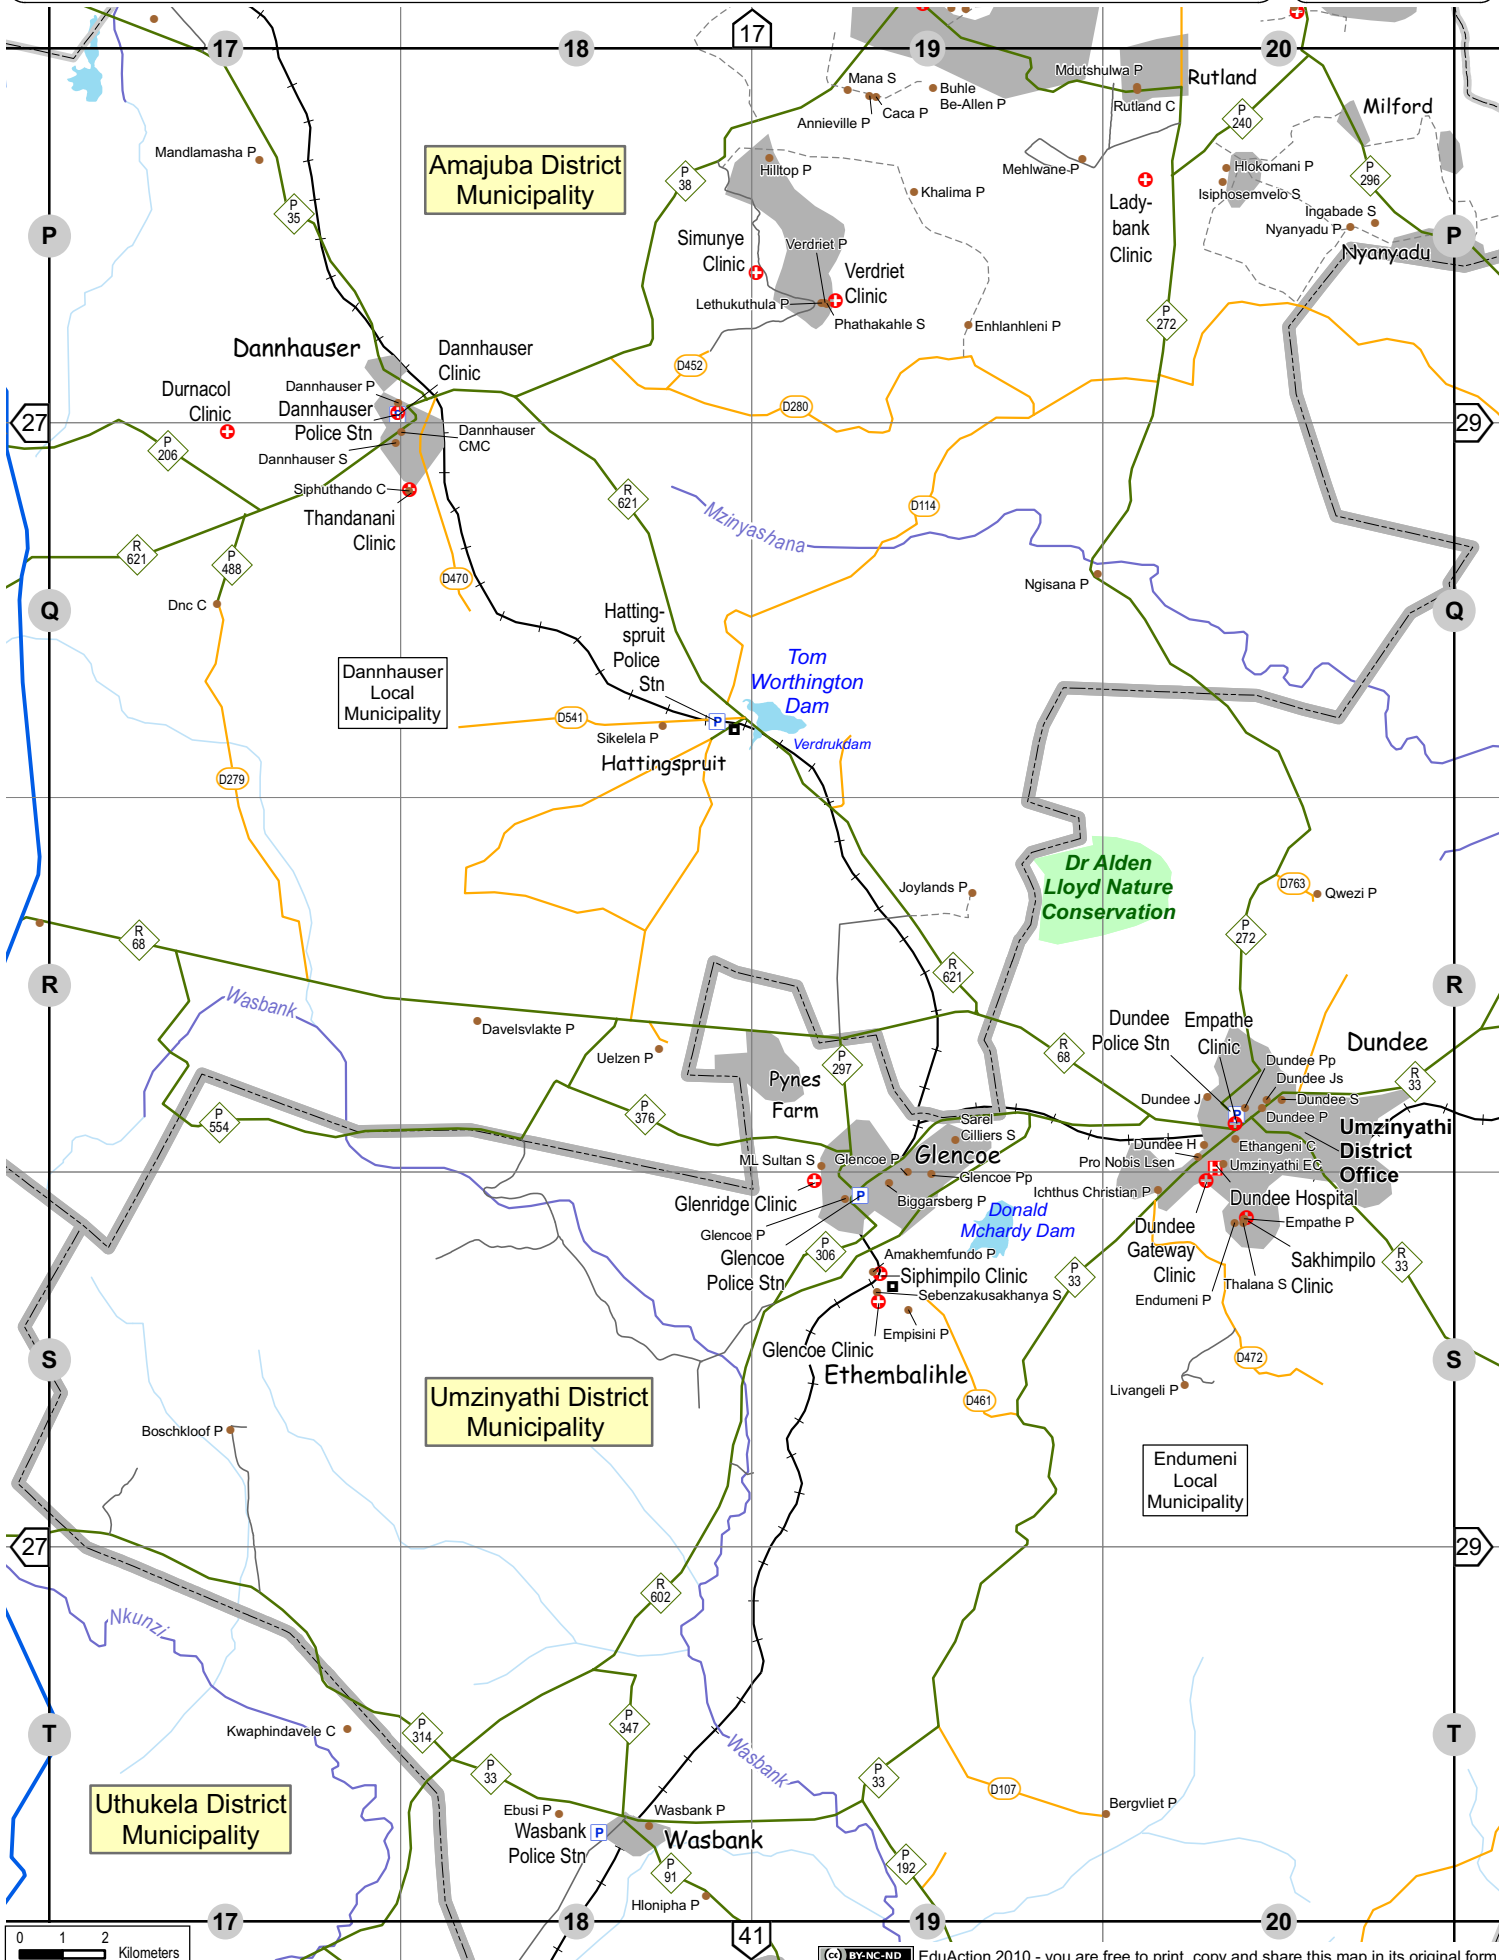 17
18
17
19
20
Mana S
Buhle
Be-Allen P
Caca P
Annieville P
Mdutshulwa P
Rutland
Rutland C
P
240
Milford
Mandlamasha P
Amajuba District
Municipality
P
38
Hilltop P
Khalima P
Mehlwane P
Hlokomani P
Isiphosemvelo S
P
296
P
35
Lady-
bank
Clinic
Ingabade S
Nyanyadu P
Nyanyadu
P
P
Simunye
Clinic
Verdriet P
Verdriet
Clinic
Lethukuthula P
Phathakahle S
Enhlanhleni P
P
272
Dannhauser
Dannhauser
Clinic
D452
Dannhauser P
Durnacol
Clinic
Dannhauser
Police Stn
D280
27
29
Dannhauser
CMC
P
206
Dannhauser S
Siphuthando C
Thandanani
Clinic
R
621
D114
Mzinyashana
R
621
P
488
D470
Ngisana P
Dnc C
Q
Q
Hatting-
spruit
Police
Stn
Tom
Worthington
Dam
Dannhauser
Local
Municipality
D541
Sikelela P
Verdrukdam
Hattingspruit
D279
Dr Alden
Lloyd Nature
Conservation
Joylands P
D763
Qwezi P
R
68
P
272
R
621
R
R
Wasbank
Davelsvlakte P
Dundee
Police Stn
Empathe
Clinic
Dundee
Uelzen P
R
68
Dundee Pp
P
297
Pynes
Farm
Dundee Js
R
33
P
376
Dundee J
Dundee S
P
554
Dundee P
Sarel
Cilliers S
Umzinyathi
District
Office
Dundee H
Ethangeni C
ML Sultan S
Glencoe P
Glencoe
Pro Nobis Lsen
Umzinyathi EC
Glencoe Pp
Glenridge Clinic
Biggarsberg P
Ichthus Christian P
Dundee Hospital
Donald
Mchardy Dam
Glencoe P
Glencoe
Police Stn
P
306
Dundee
Gateway
Clinic
Empathe P
Amakhemfundo P
Siphimpilo Clinic
P
33
Sakhimpilo
Clinic
R
33
Sebenzakusakhanya S
Thalana S
Endumeni P
Empisini P
Glencoe Clinic
Ethembalihle
S
S
D472
Umzinyathi District
Municipality
D461
Livangeli P
Boschkloof P
Endumeni
Local
Municipality
27
29
R
602
Nkunzi
Kwaphindavele C
P
314
P
347
T
T
Wasbank
P
33
P
33
D107
Uthukela District
Municipality
Ebusi P
Wasbank P
Bergvliet P
Wasbank
Police Stn
Wasbank
P
91
P
192
Hlonipha P
17
18
41
19
20
0 1 2
Kilometers
(cc) BY-NC-ND
EduAction 2010 - you are free to print, copy and share this map in its original form